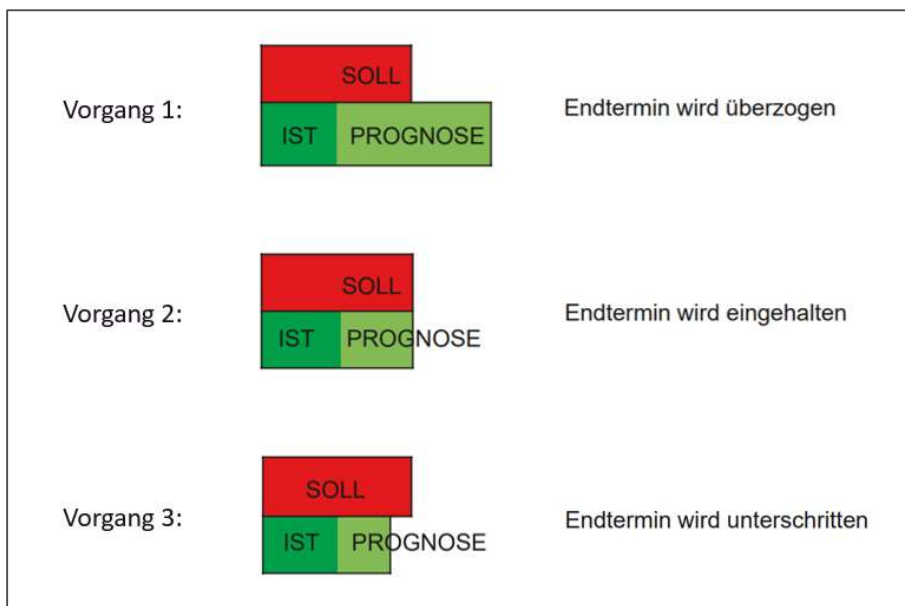 SOLL
Vorgang 1:
IST PROGNOSE
Endtermin wird überzogen
SOLL
Vorgang 2:
IST PROGNOSE
Endtermin wird eingehalten
SOLL
Vorgang 3:
IST PROGNOSE
Endtermin wird unterschritten